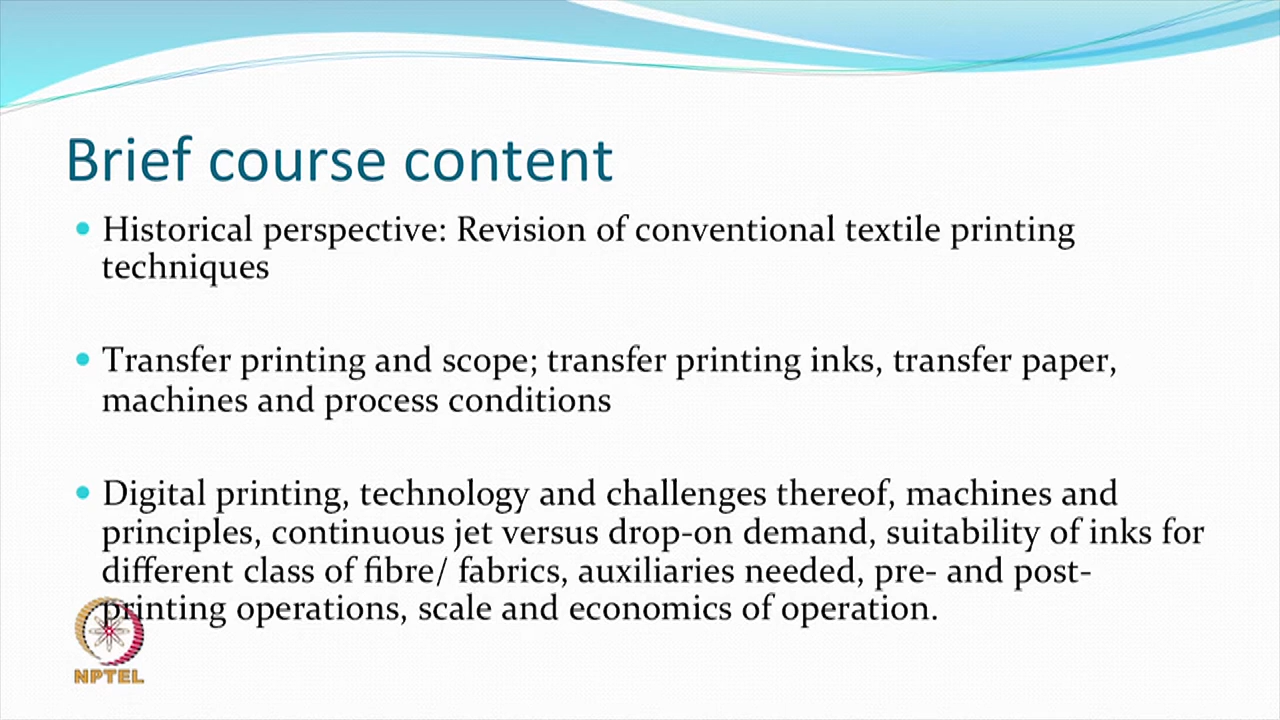 Brief course content
• Historical perspective: Revision of conventional textile printing
techniques
• Transfer printing and scope; transfer printing inks, transfer paper,
machines and process conditions
• Digital printing, technology and challenges thereof, machines and
principles, continuous jet versus drop-on demand, suitability of inks for
different class of fibre/ fabrics, auxiliaries needed, pre- and post-
printing operations, scale and economics of operation.
NPTEL